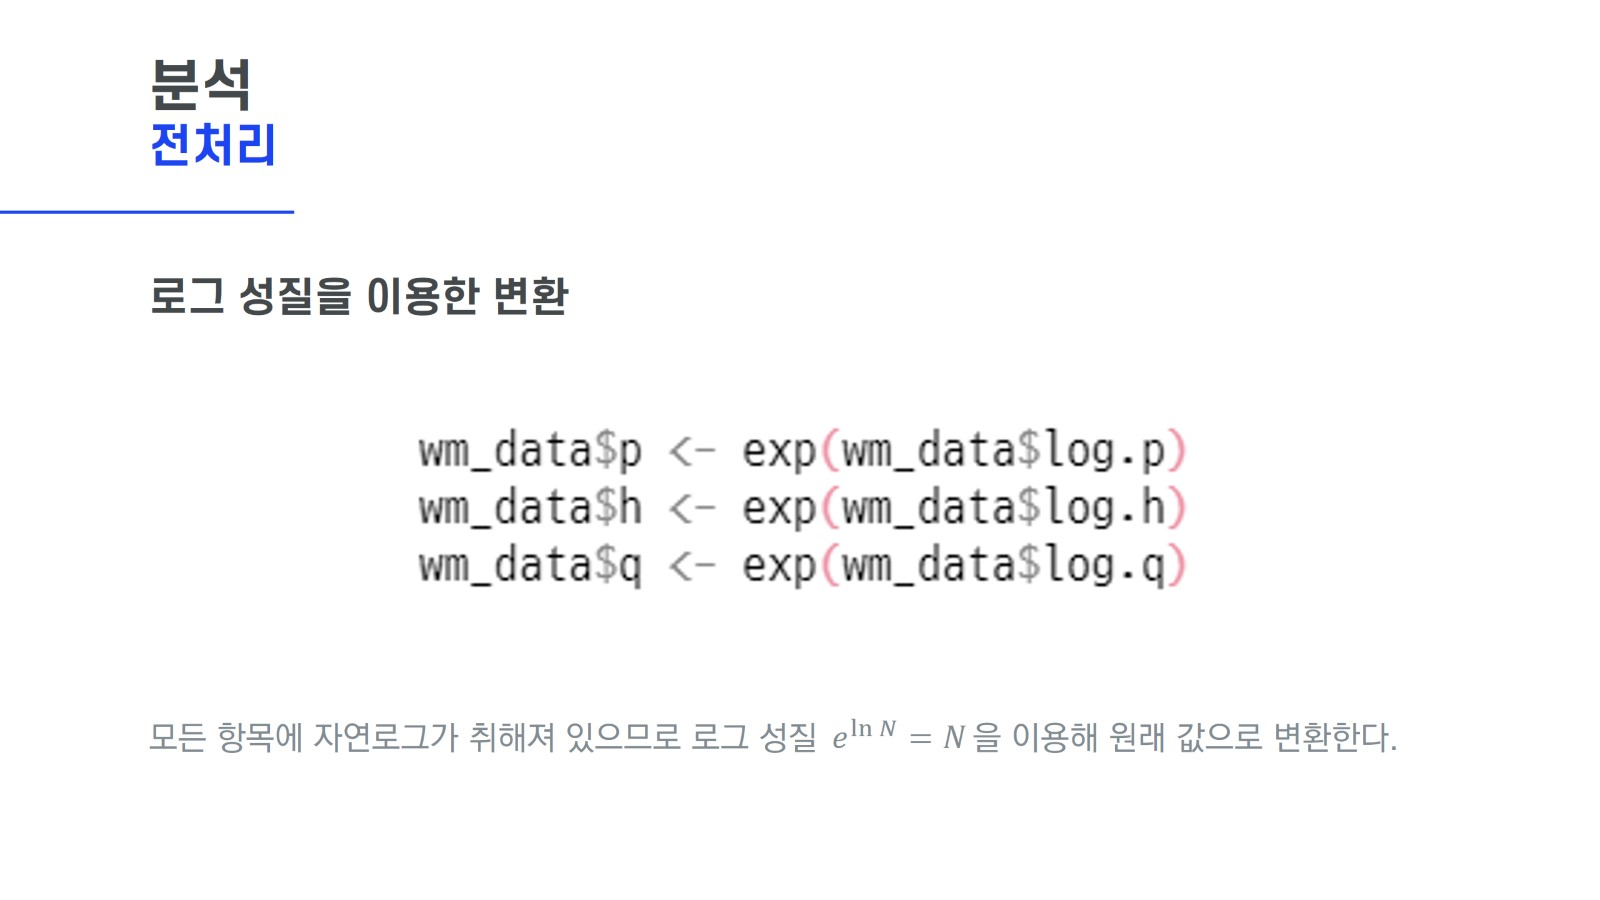 분석
전처리
로그 성질을 이용한 변환
wm_data$p <- exp(wm_data$log.p)
wm_data$h <- exp(wm_data$log.h)
wm_data$q <- exp(wm_data$log.q)
모든 항목에 자연로그가 취해져 있으므로 로그 성질 e^{ln N} = N 을 이용해 원래 값으로 변환한다.